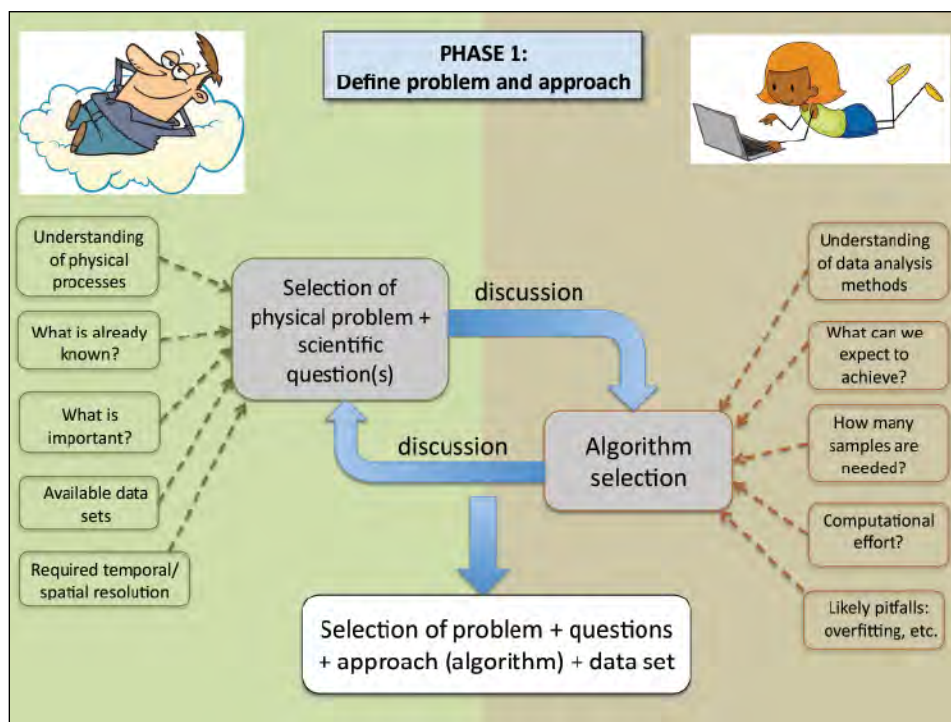 PHASE 1:
Define problem and approach
Understanding
of physical
processes
What is already
known?
What is
important?
Available data
sets
Required temporal/
spatial resolution
Selection of
physical problem +
scientific
question(s)
discussion
discussion
Algorithm
selection
Understanding
of data analysis
methods
What can we
expect to
achieve?
How many
samples are
needed?
Computational
effort?
Likely pitfalls:
overfitting, etc.
Selection of problem + questions
+ approach (algorithm) + data set